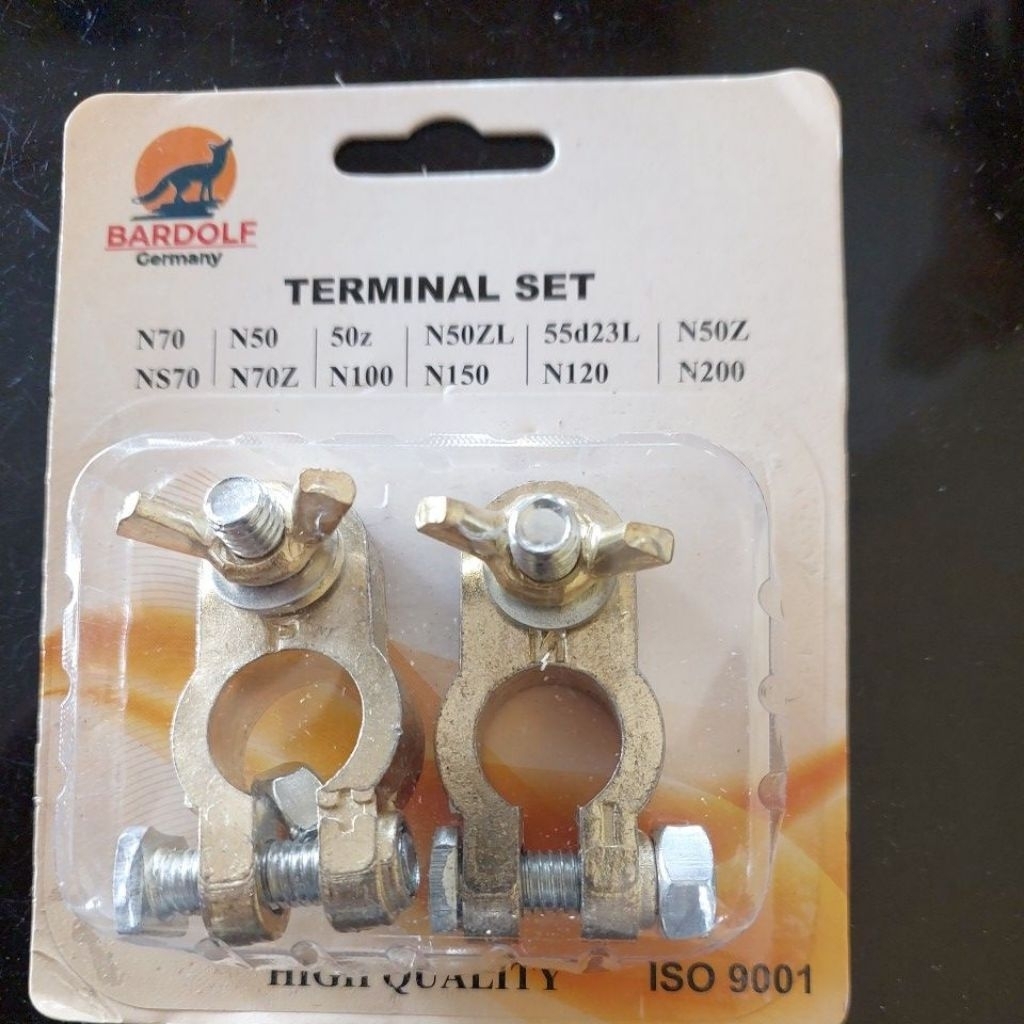 BARDOLF
Germany
TERMINAL SET
N70 | N50 | 50z | N50ZL | 55d23L | N50Z
NS70 | N70Z | N100 | N150 | N120 | N200
HIGH QUALITY ISO 9001